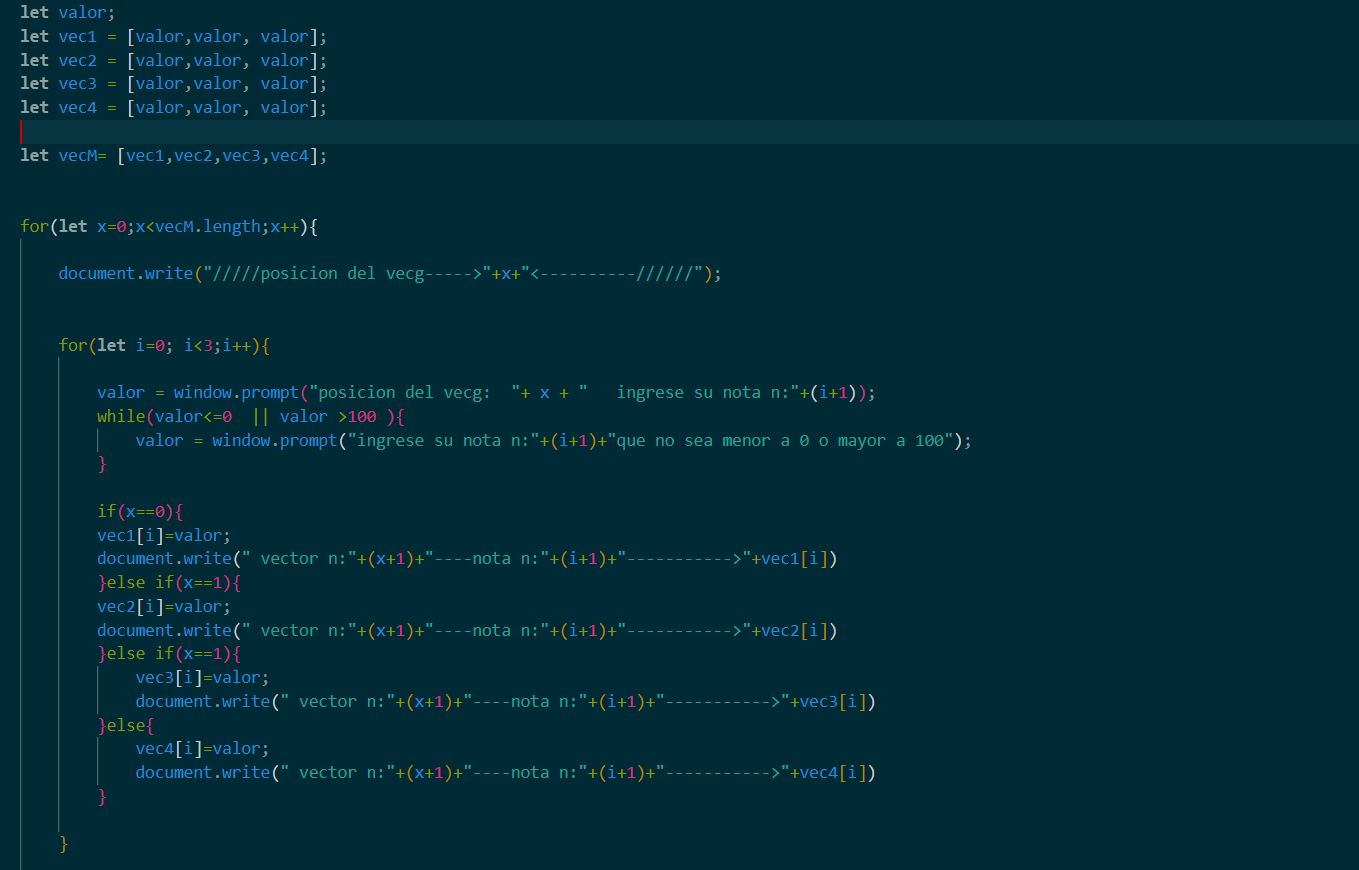 let valor;
let vec1 = [valor,valor, valor];
let vec2 = [valor,valor, valor];
let vec3 = [valor,valor, valor];
let vec4 = [valor,valor, valor];
let vecM= [vec1,vec2,vec3,vec4];
for(let x=0;x<vecM.length;x++){
document.write("/////posicion del vecg----->"+x+"<----------//////");
for(let i=0; i<3;i++){
valor = window.prompt("posicion del vecg:  "+ x + "   ingrese su nota n:"+(i+1));
while(valor<=0  || valor >100 ){
valor = window.prompt("ingrese su nota n:"+(i+1)+"que no sea menor a 0 o mayor a 100");
}
if(x==0){
vec1[i]=valor;
document.write(" vector n:"+(x+1)+"----nota n:"+(i+1)+"----------->"+vec1[i])
}else if(x==1){
vec2[i]=valor;
document.write(" vector n:"+(x+1)+"----nota n:"+(i+1)+"----------->"+vec2[i])
}else if(x==1){
vec3[i]=valor;
document.write(" vector n:"+(x+1)+"----nota n:"+(i+1)+"----------->"+vec3[i])
}else{
vec4[i]=valor;
document.write(" vector n:"+(x+1)+"----nota n:"+(i+1)+"----------->"+vec4[i])
}
}